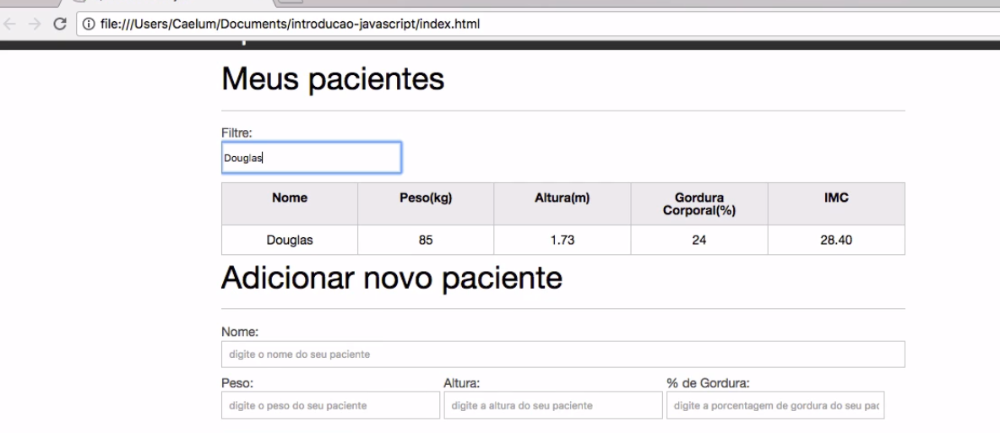 file:///Users/Caelum/Documents/introducao-javascript/index.html
Meus pacientes
Filtre:
Douglas
Nome Peso(kg) Altura(m) Gordura Corporal(%) IMC
Douglas 85 1.73 24 28.40
Adicionar novo paciente
Nome:
digite o nome do seu paciente
Peso: Altura: % de Gordura:
digite o peso do seu paciente digite a altura do seu paciente digite a porcentagem de gordura do seu pac